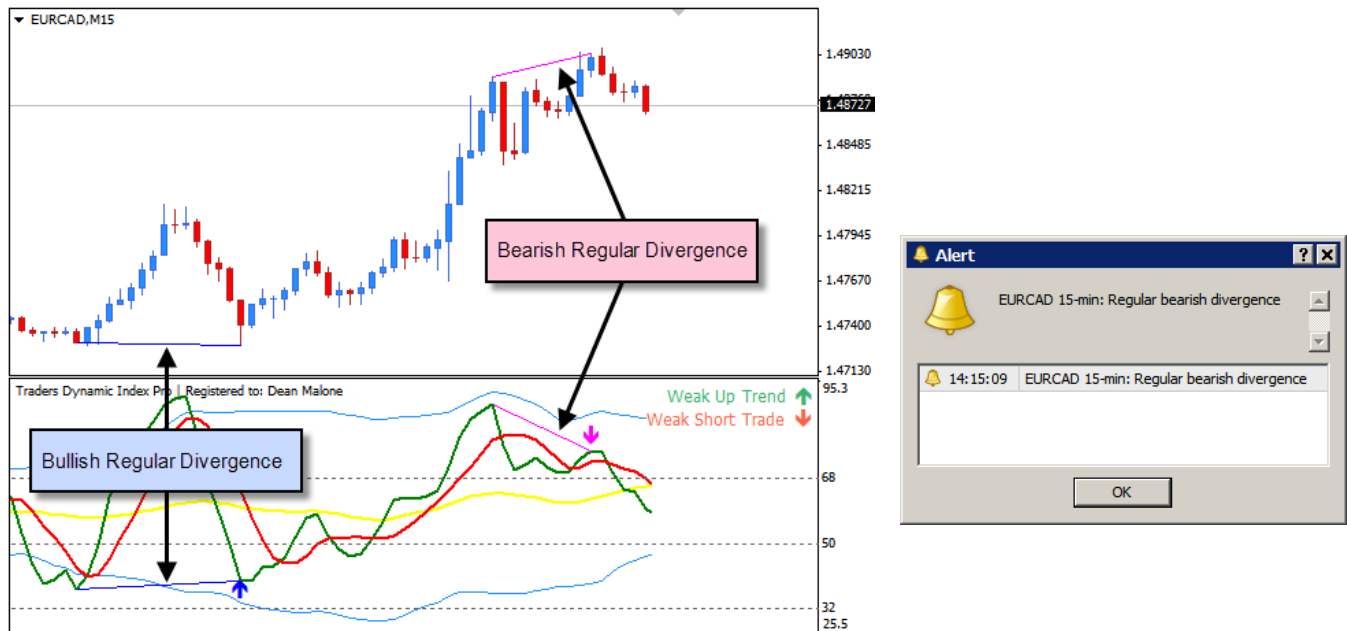 EURCAD,M15
1.49030
1.48727
1.48485
1.48215
1.47945
1.47670
1.47400
1.47130
Bearish Regular Divergence
Traders Dynamic Index Pro | Registered to: Dean Malone
Weak Up Trend
Weak Short Trade
Bullish Regular Divergence
95.3
68
50
32
25.5
Alert
EURCAD 15-min: Regular bearish divergence
14:15:09 EURCAD 15-min: Regular bearish divergence
OK